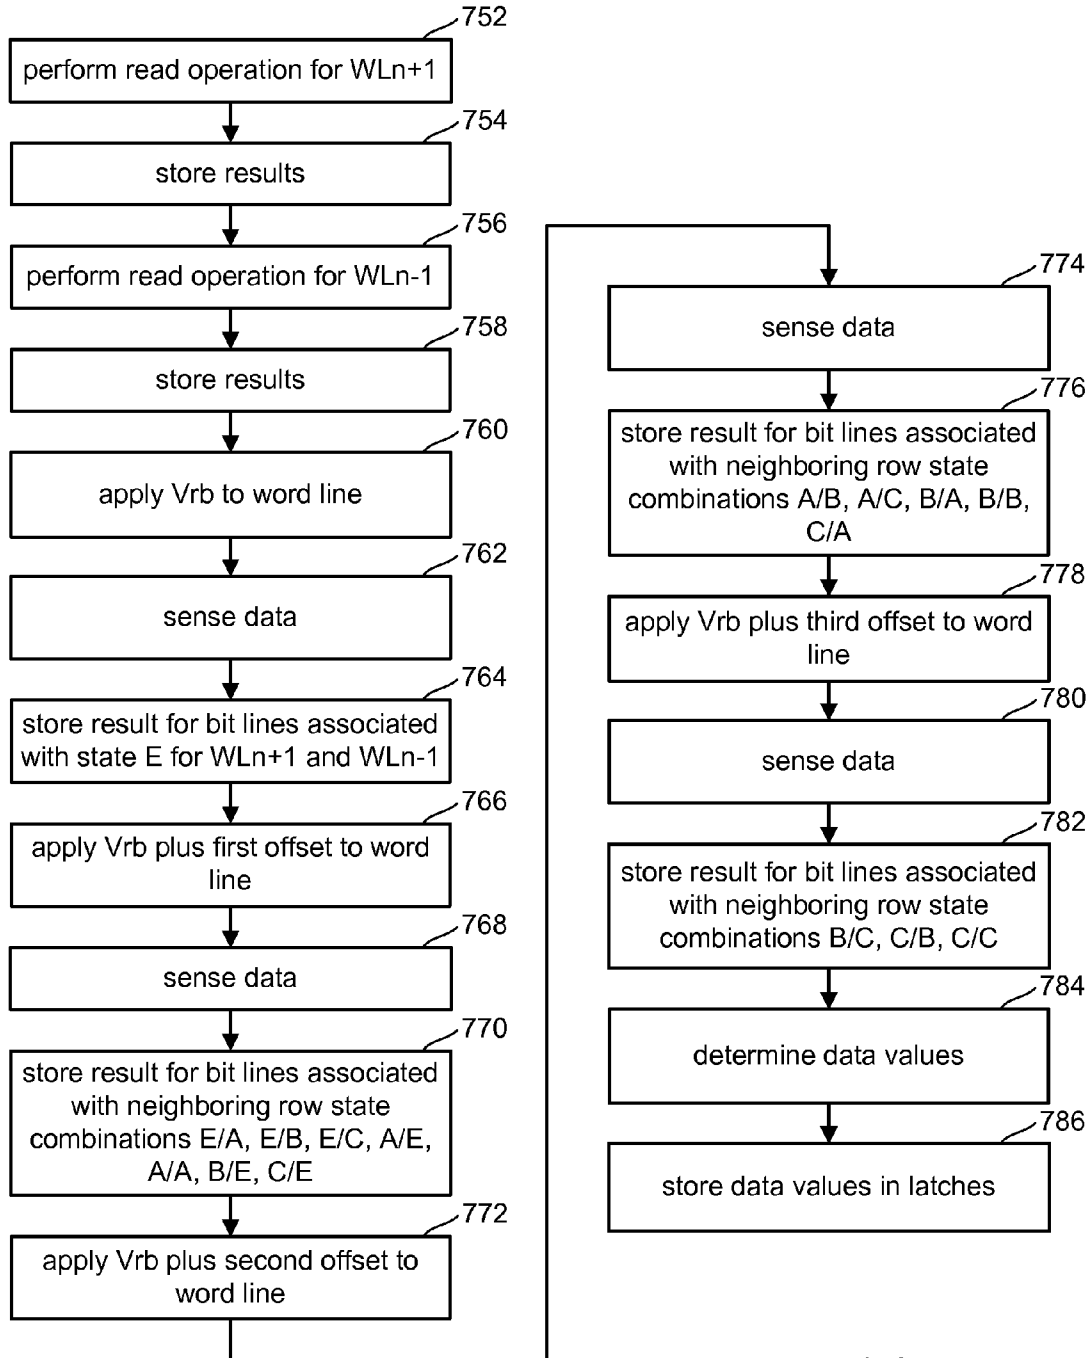 752
perform read operation for WLn+1
754
store results
756
perform read operation for WLn-1
758
store results
760
apply Vrb to word line
762
sense data
764
store result for bit lines associated
with state E for WLn+1 and WLn-1
766
apply Vrb plus first offset to word
line
768
sense data
770
store result for bit lines associated
with neighboring row state
combinations E/A, E/B, E/C, A/E,
A/A, B/E, C/E
772
apply Vrb plus second offset to
word line
774
sense data
776
store result for bit lines associated
with neighboring row state
combinations A/B, A/C, B/A, B/B,
C/A
778
apply Vrb plus third offset to word
line
780
sense data
782
store result for bit lines associated
with neighboring row state
combinations B/C, C/B, C/C
784
determine data values
786
store data values in latches